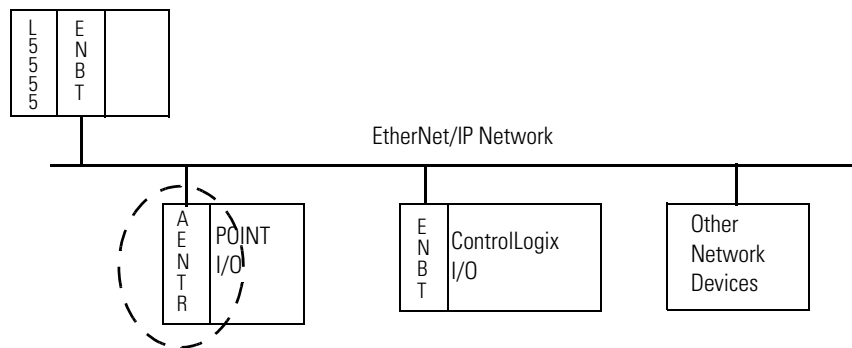 L5555
ENBT
EtherNet/IP Network
AENTR
POINT
I/O
ENBT
ControlLogix
I/O
Other
Network
Devices